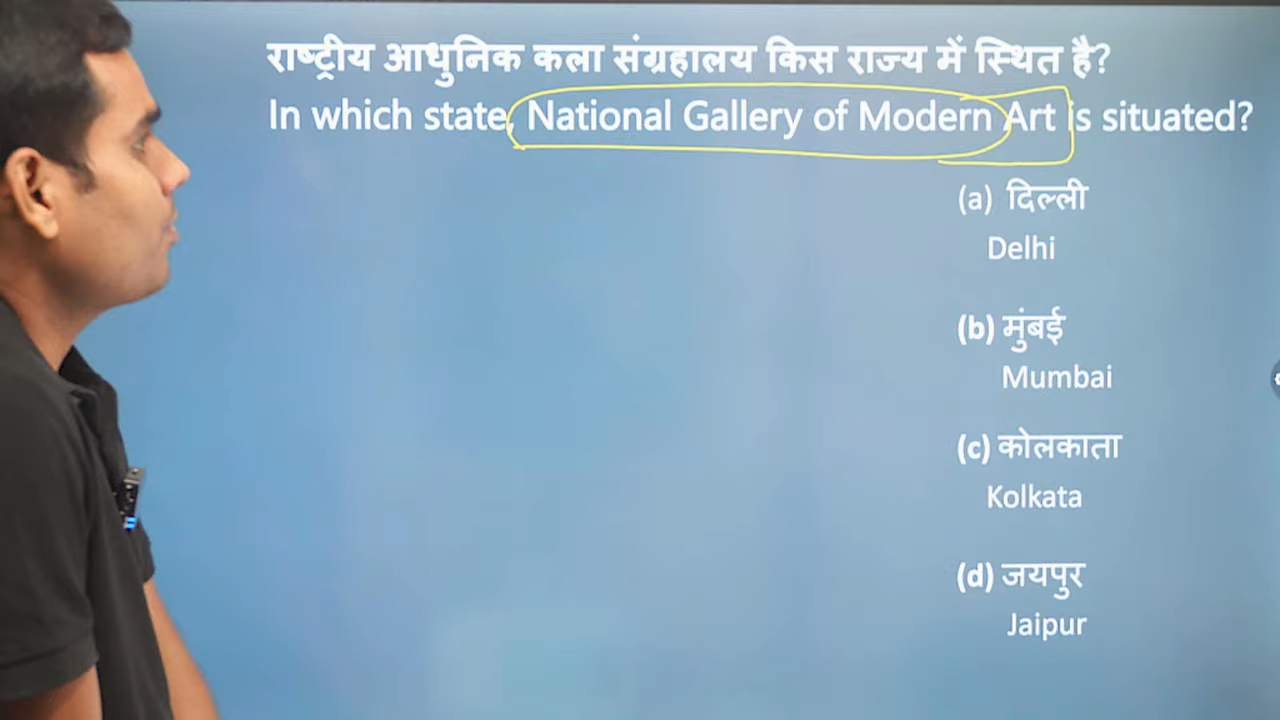 राष्ट्रीय आधुनिक कला संग्रहालय किस राज्य में स्थित है?
In which state, National Gallery of Modern Art is situated?
(a) दिल्ली
Delhi
(b) मुंबई
Mumbai
(c) कोलकाता
Kolkata
(d) जयपुर
Jaipur